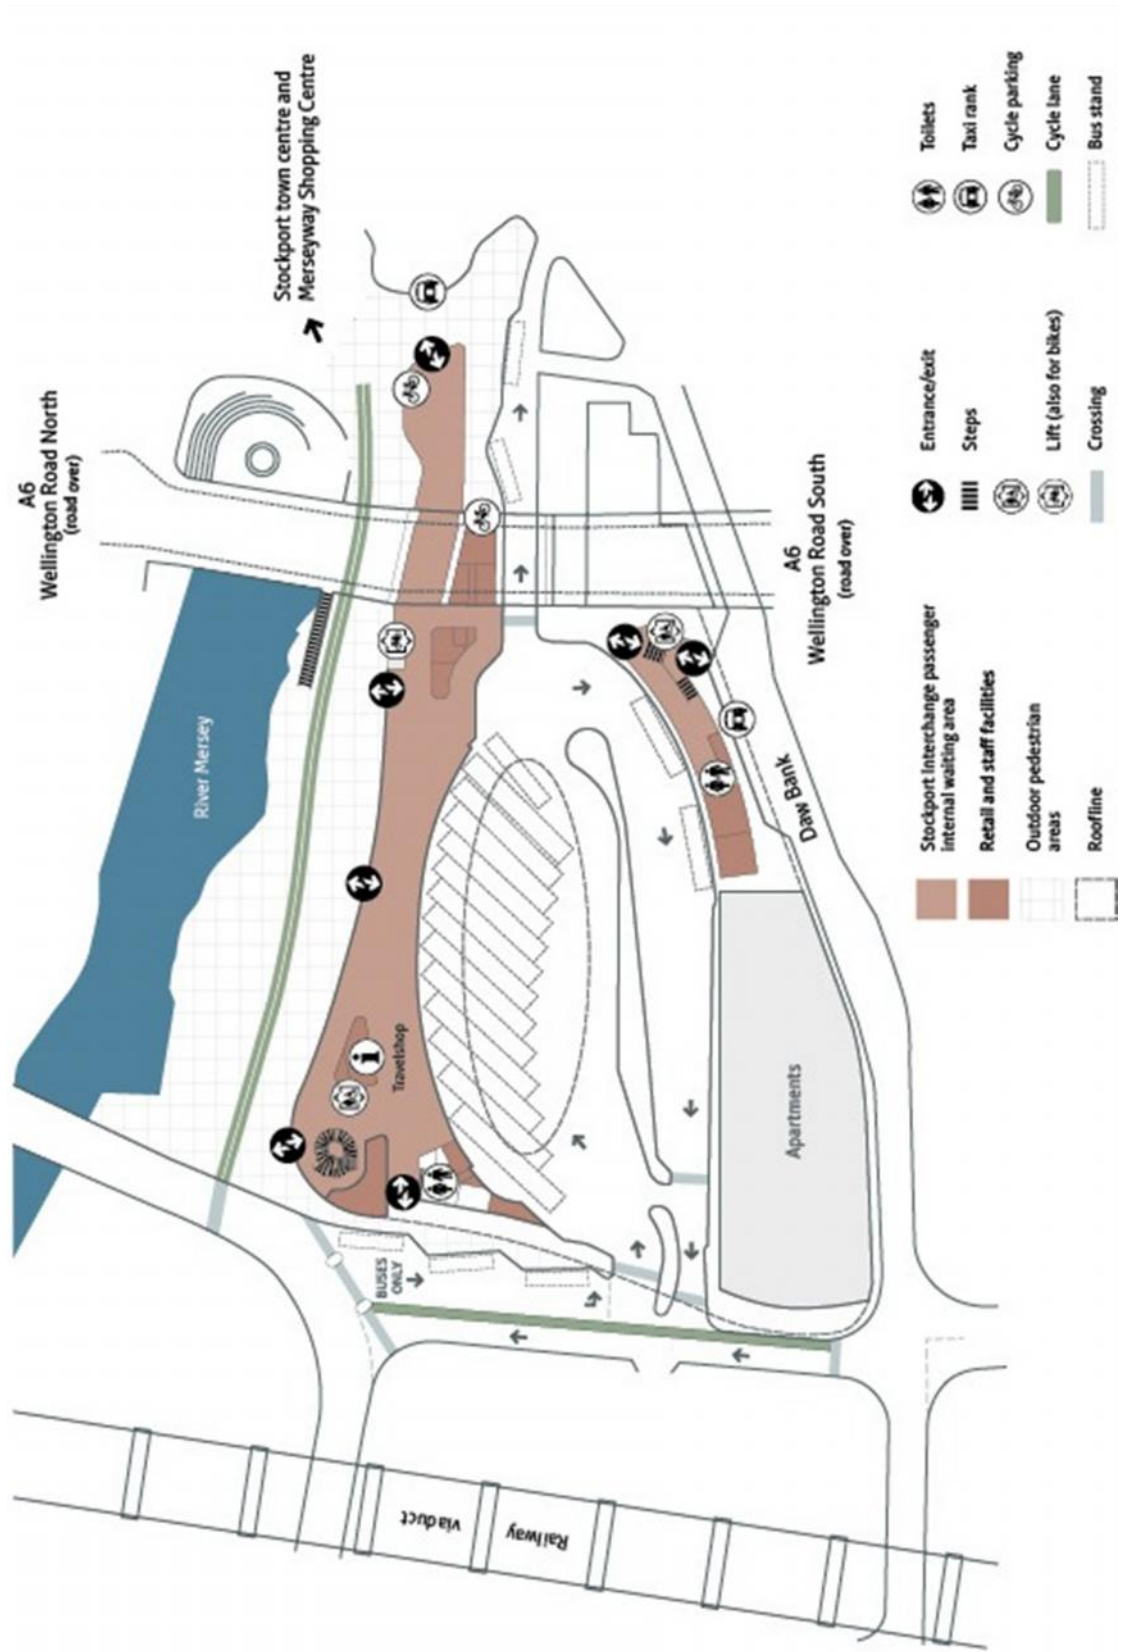 A6
Wellington Road North
(road over)
Stockport town centre and
Merseyway Shopping Centre
River Mersey
Travelshop
BUSES
ONLY
Railway
viaduct
Apartments
Daw Bank
A6
Wellington Road South
(road over)
Stockport Interchange passenger
internal waiting area
Retail and staff facilities
Outdoor pedestrian
areas
Roofline
Entrance/exit
Steps
Lift (also for bikes)
Crossing
Toilets
Taxi rank
Cycle parking
Cycle lane
Bus stand